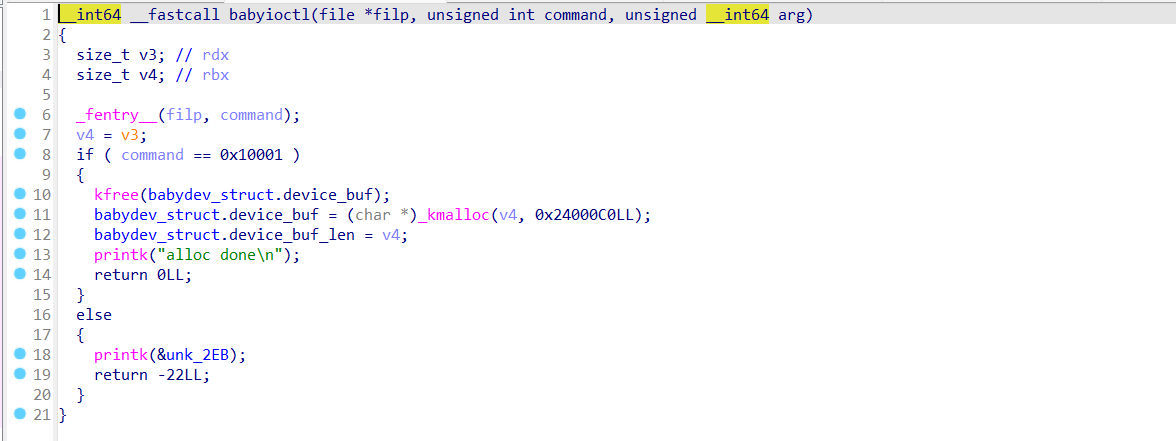 1 __int64 __fastcall babyioctl(file *filp, unsigned int command, unsigned __int64 arg)
2 {
3 size_t v3; // rdx
4 size_t v4; // rbx
5
6 _fentry__(filp, command);
7 v4 = v3;
8 if ( command == 0x10001 )
9 {
10 kfree(babydev_struct.device_buf);
11 babydev_struct.device_buf = (char *)_kmalloc(v4, 0x24000C0LL);
12 babydev_struct.device_buf_len = v4;
13 printk("alloc done\n");
14 return 0LL;
15 }
16 else
17 {
18 printk(&unk_2EB);
19 return -22LL;
20 }
21 }